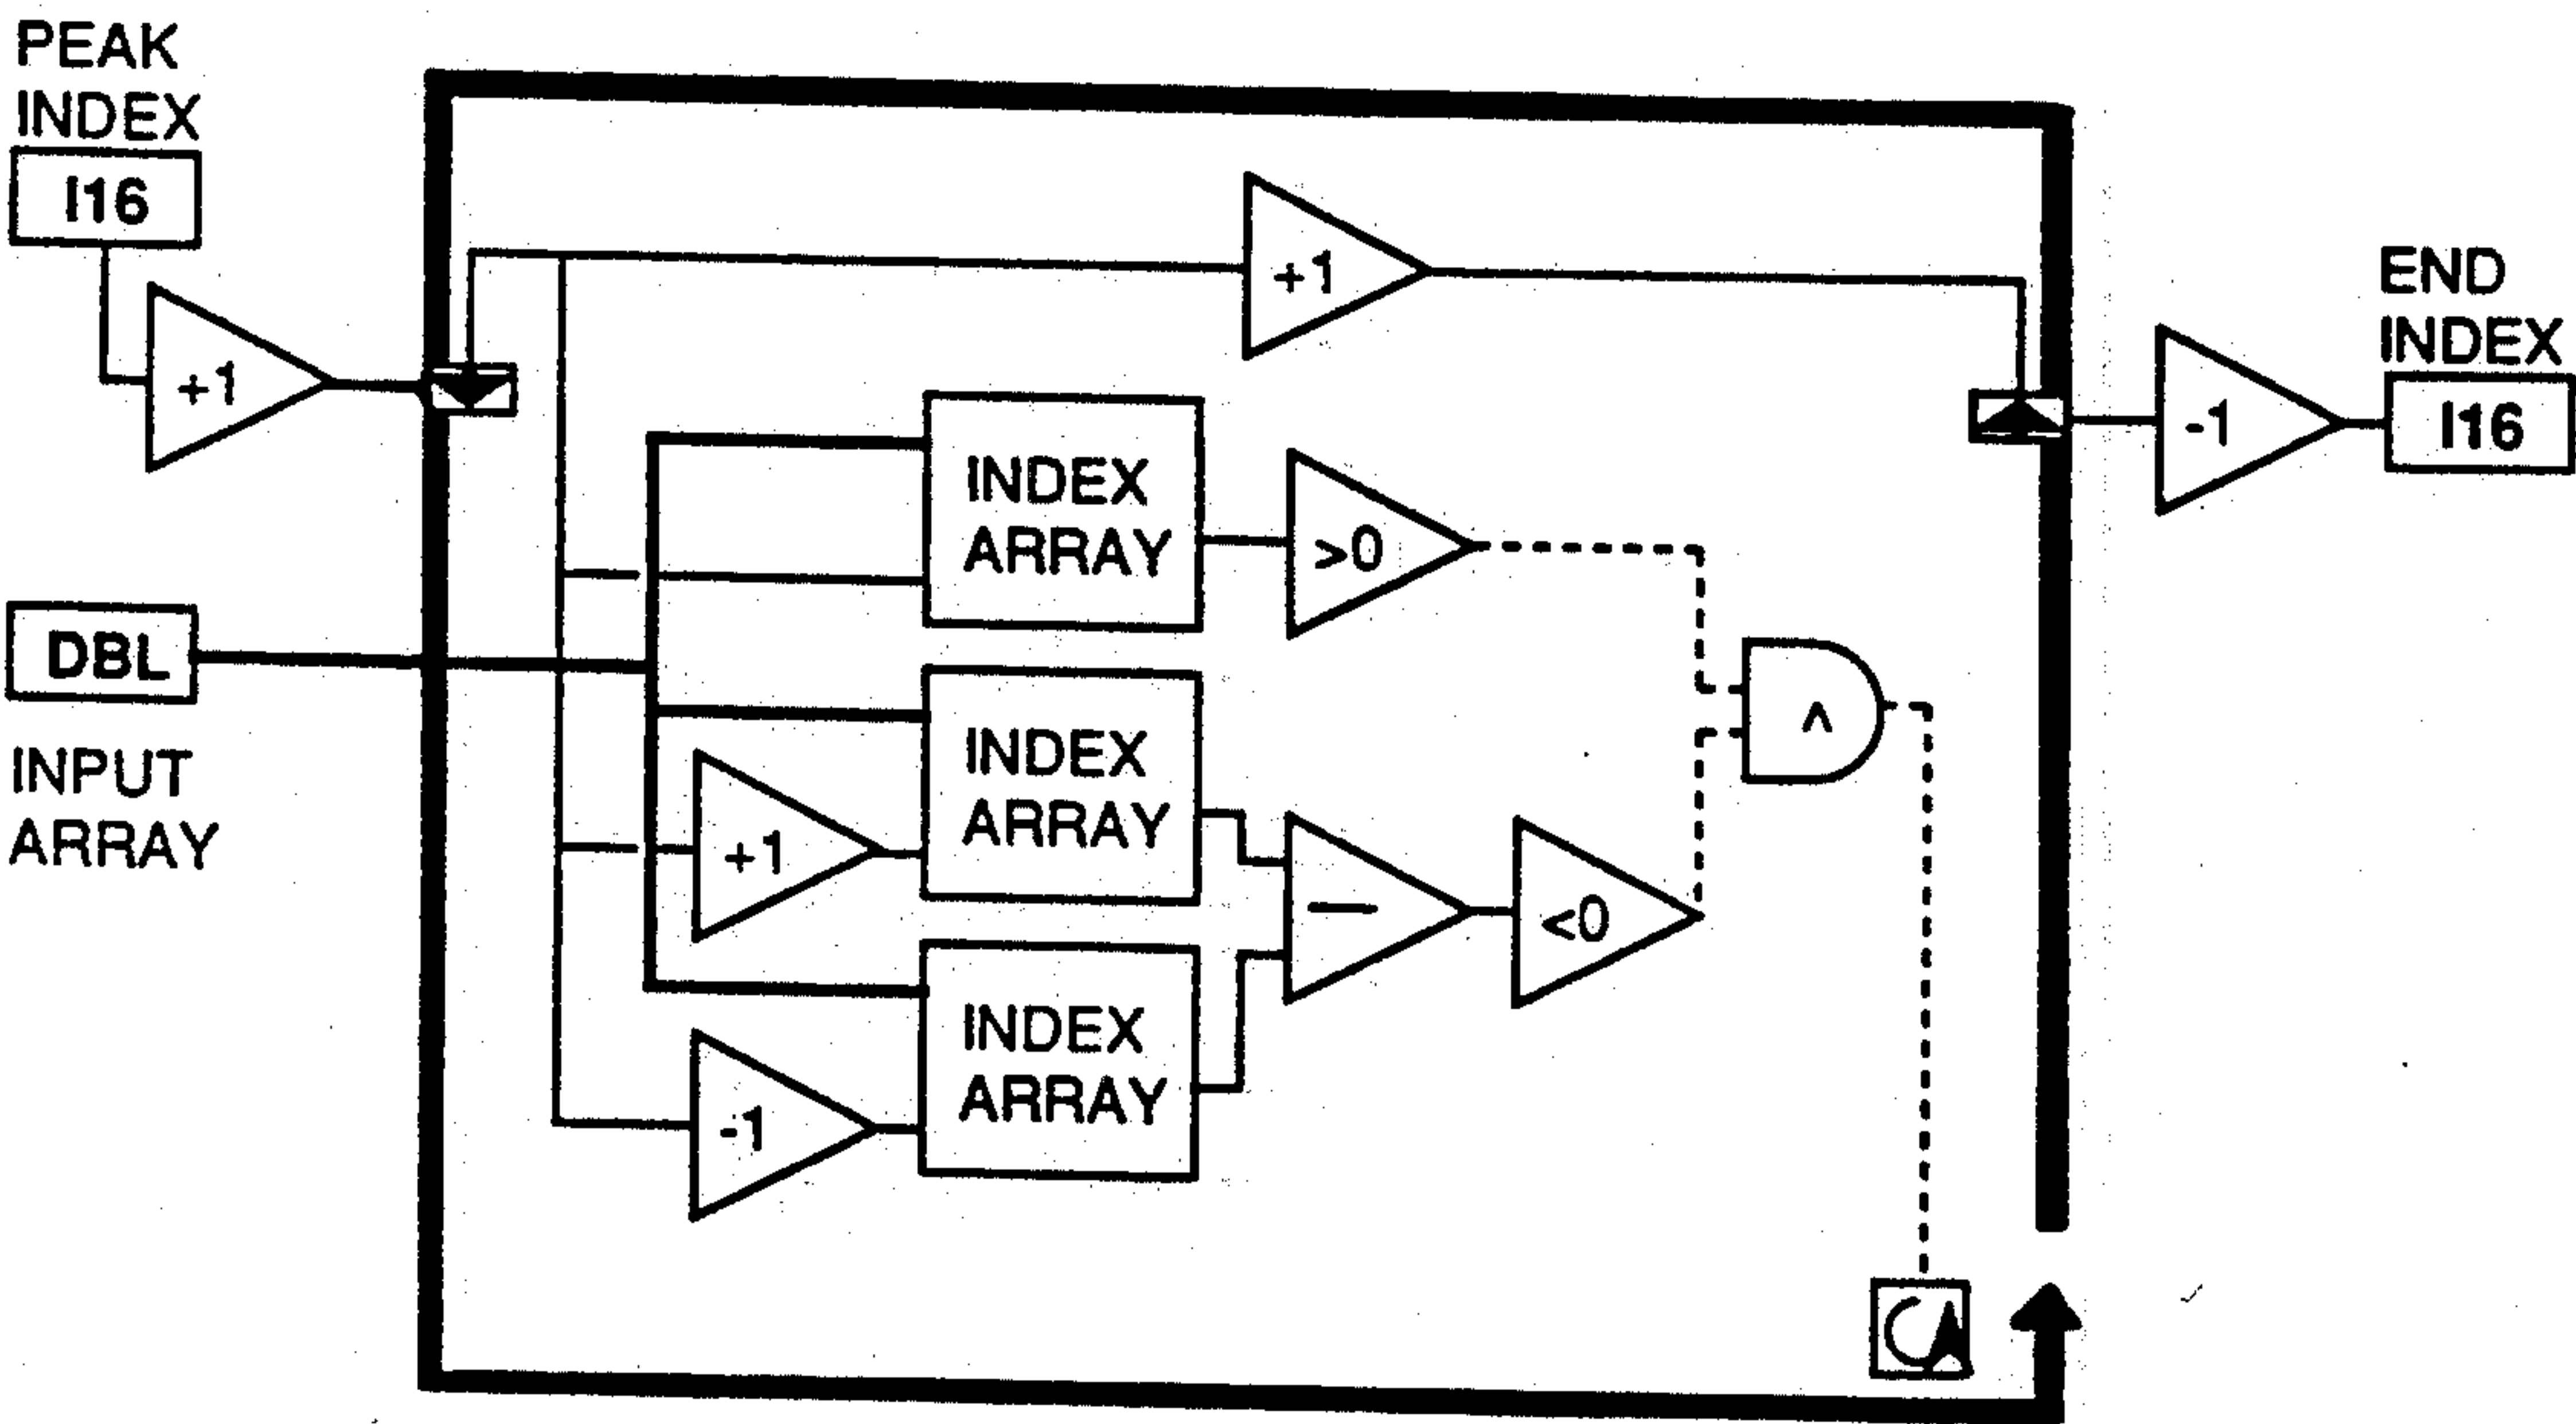 PEAK
INDEX
I16
+1
+1
END
INDEX
-1
I16
INDEX
ARRAY
>0
DBL
INPUT
ARRAY
INDEX
ARRAY
+1
^
—
<0
INDEX
ARRAY
-1